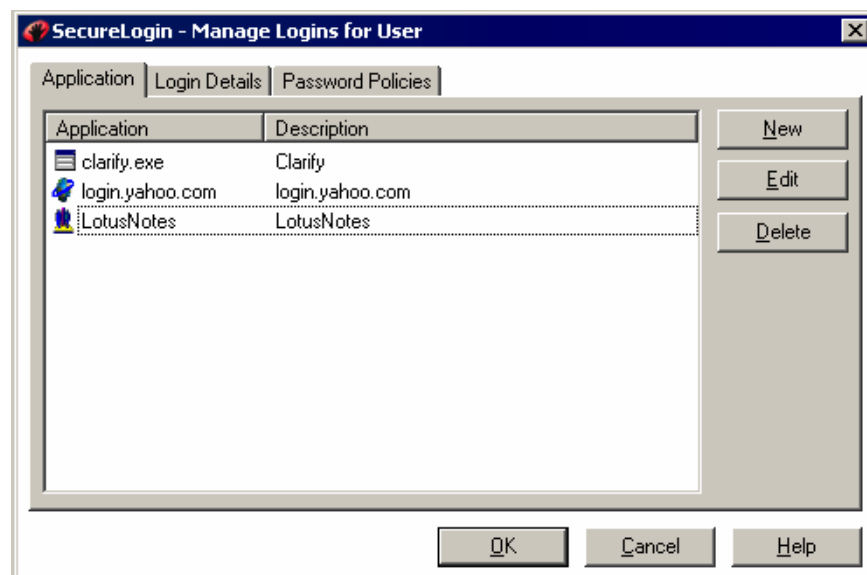 SecureLogin - Manage Logins for User
Application Login Details Password Policies
Application Description
clarify.exe Clarify
login.yahoo.com login.yahoo.com
LotusNotes LotusNotes
New
Edit
Delete
OK Cancel Help